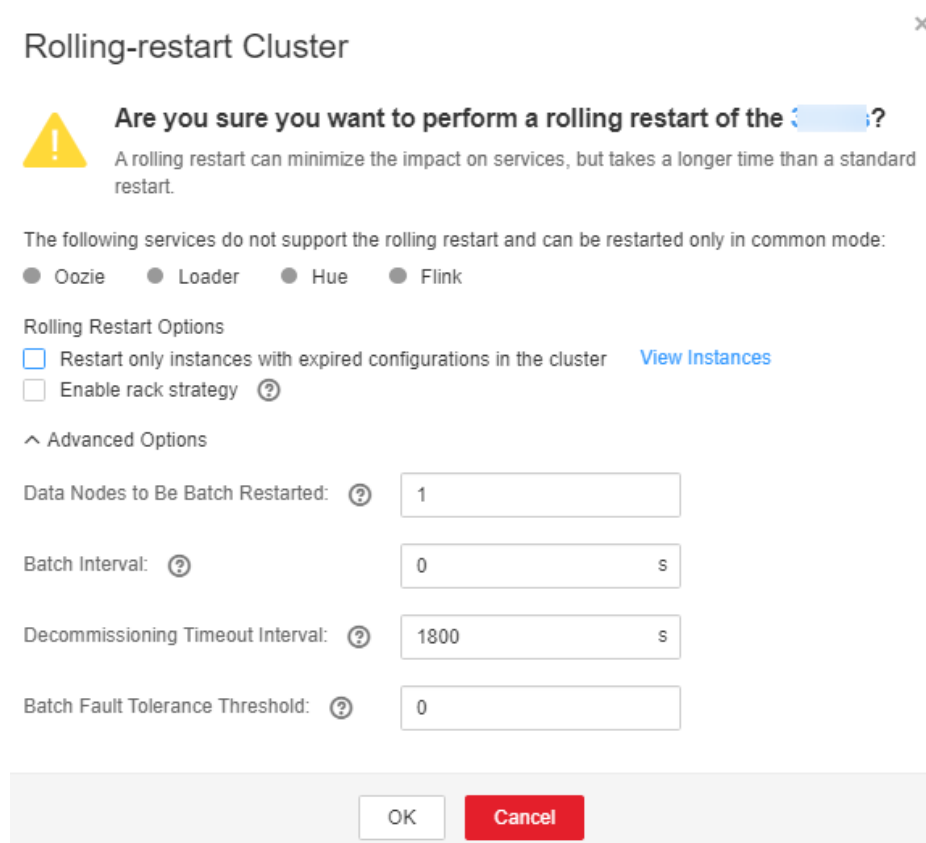 Rolling-restart Cluster
Are you sure you want to perform a rolling restart of the ?
A rolling restart can minimize the impact on services, but takes a longer time than a standard
restart.
The following services do not support the rolling restart and can be restarted only in common mode:
Oozie Loader Hue Flink
Rolling Restart Options
Restart only instances with expired configurations in the cluster View Instances
Enable rack strategy ?
Advanced Options
Data Nodes to Be Batch Restarted: ? 1
Batch Interval: ? 0 s
Decommissioning Timeout Interval: ? 1800 s
Batch Fault Tolerance Threshold: ? 0
OK Cancel